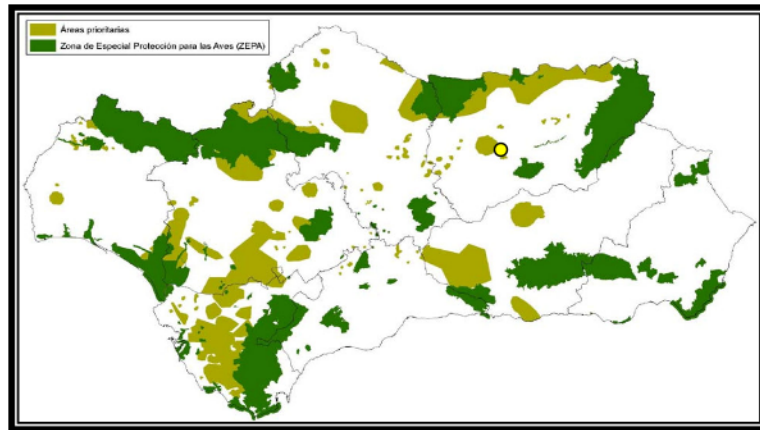 Áreas prioritarias
Zona de Especial Protección para las Aves (ZEPA)